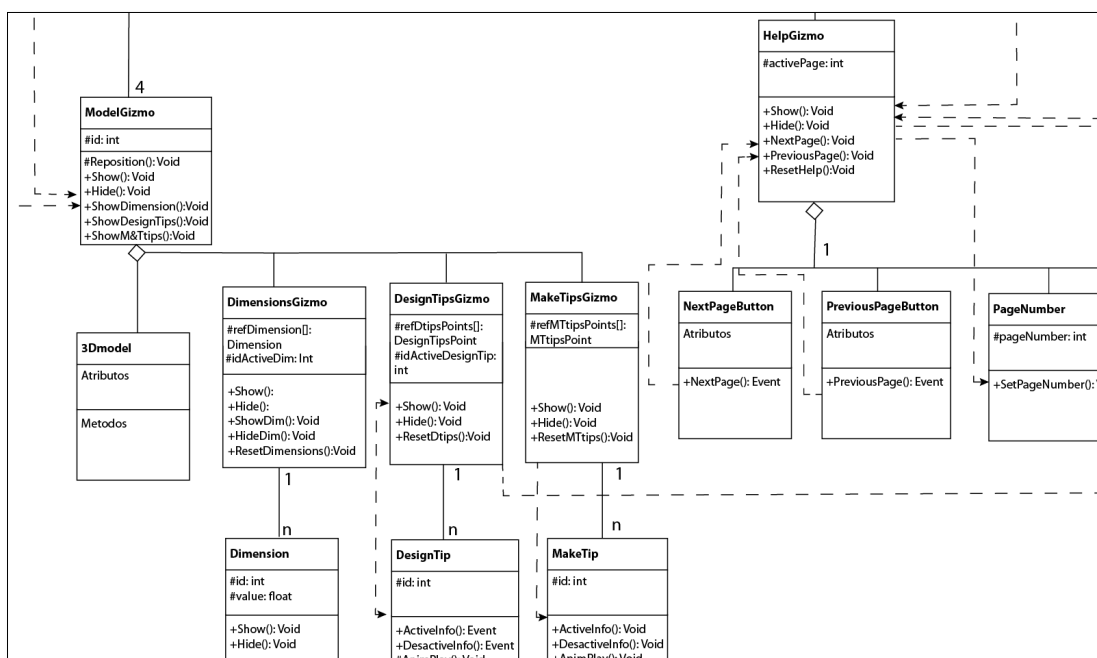 4
ModelGizmo
#id: int
#Reposition(): Void
+Show(): Void
+Hide(): Void
+ShowDimension():Void
+ShowDesignTips():Void
+ShowM&Ttips():Void
HelpGizmo
#activePage: int
+Show(): Void
+Hide(): Void
+NextPage(): Void
+PreviousPage(): Void
+ResetHelp():Void
1
3Dmodel
Atributos
Metodos
DimensionsGizmo
#refDimension[]:
Dimension
#idActiveDim: Int
+Show():
+Hide():
+ShowDim(): Void
+HideDim(): Void
+ResetDimensions():Void
1
n
DesignTipsGizmo
#refDtipsPoints[]:
DesignTipsPoint
#idActiveDesignTip:
int
+Show(): Void
+Hide(): Void
+ResetDtips():Void
1
n
MakeTipsGizmo
#refMTtipsPoints[]:
MTtipsPoint
+Show(): Void
+Hide(): Void
+ResetMTtips():Void
1
n
NextPageButton
Atributos
+NextPage(): Event
PreviousPageButton
Atributos
+PreviousPage(): Event
PageNumber
#pageNumber: int
+SetPageNumber():
Dimension
#id: int
#value: float
+Show(): Void
+Hide(): Void
DesignTip
#id: int
+ActiveInfo(): Event
+DesactiveInfo(): Event
#AnimPlay(): Void
MakeTip
#id: int
+ActiveInfo(): Void
+DesactiveInfo(): Void
+AnimPlay(): Void